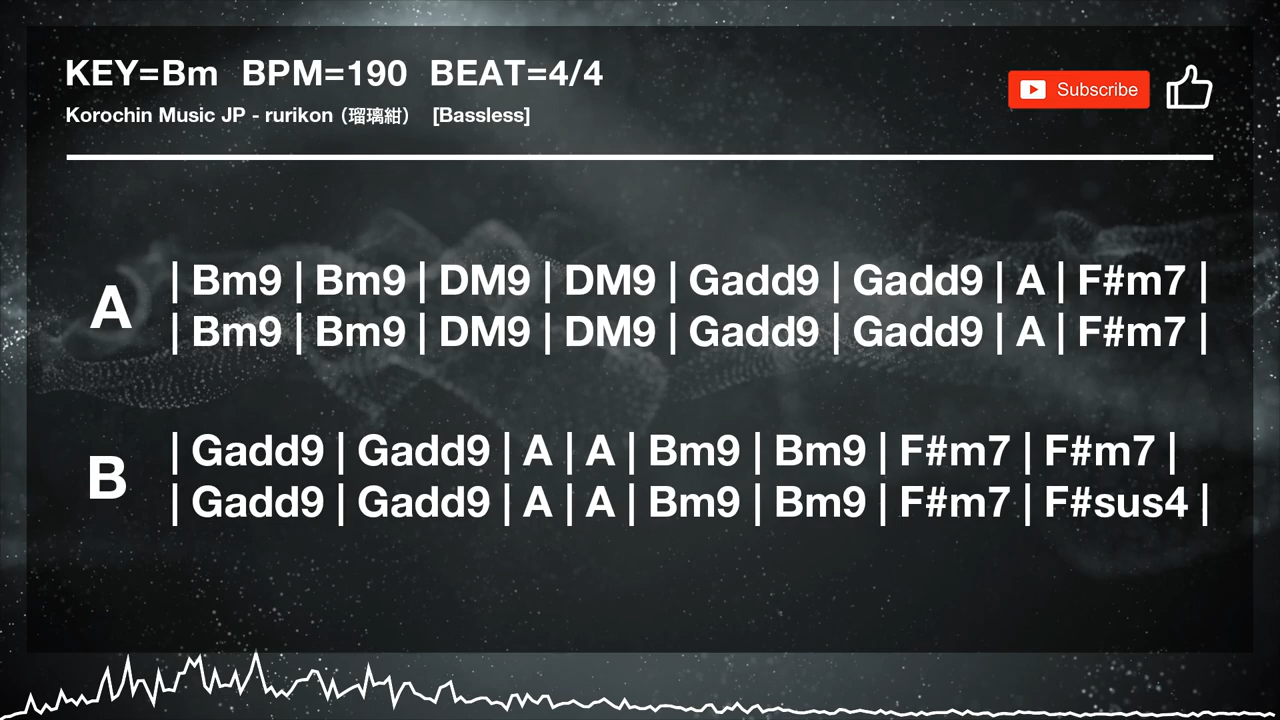 KEY=Bm BPM=190 BEAT=4/4
Korochin Music JP - rurikon（瑠璃紺） [Bassless]
Subscribe
A
| Bm9 | Bm9 | DM9 | DM9 | Gadd9 | Gadd9 | A | F#m7 |
| Bm9 | Bm9 | DM9 | DM9 | Gadd9 | Gadd9 | A | F#m7 |
B
| Gadd9 | Gadd9 | A | A | Bm9 | Bm9 | F#m7 | F#m7 |
| Gadd9 | Gadd9 | A | A | Bm9 | Bm9 | F#m7 | F#sus4 |